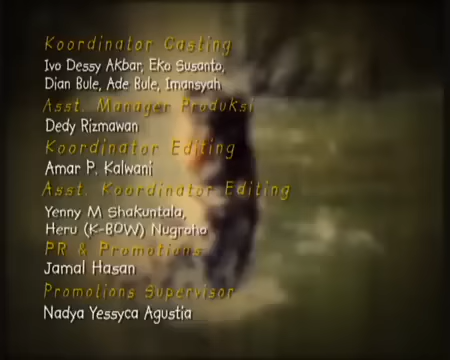 Koordinator Casting
Ivo Dessy Akbar, Eko Susanto,
Dian Bule, Ade Bule, Imansyah
Asst. Manager Produksi
Dedy Rizmawan
Koordinator Editing
Amar P. Kalwani
Asst. Koordinator Editing
Yenny M Shakuntala,
Heru (K-BOW) Nugroho
PR & Promotions
Jamal Hasan
Promotions Supervisor
Nadya Yessyca Agustia